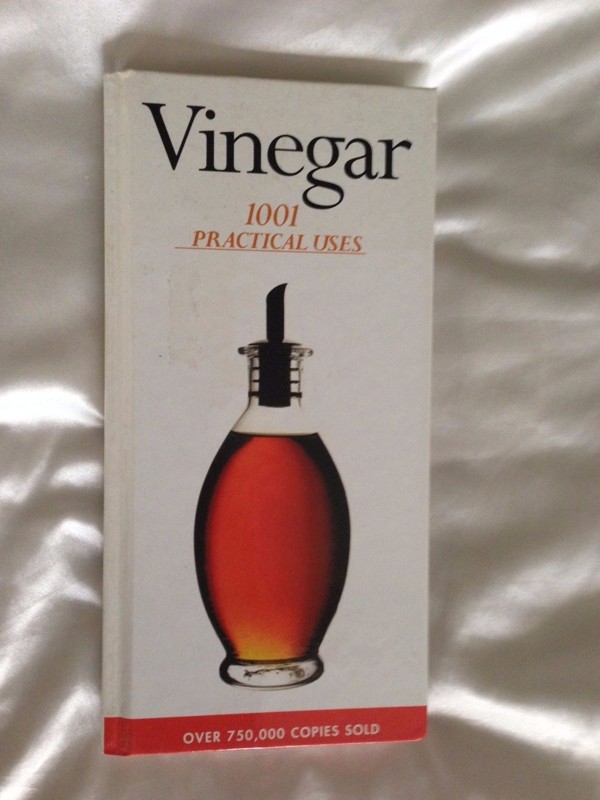 Vinegar
1001
PRACTICAL USES
OVER 750,000 COPIES SOLD